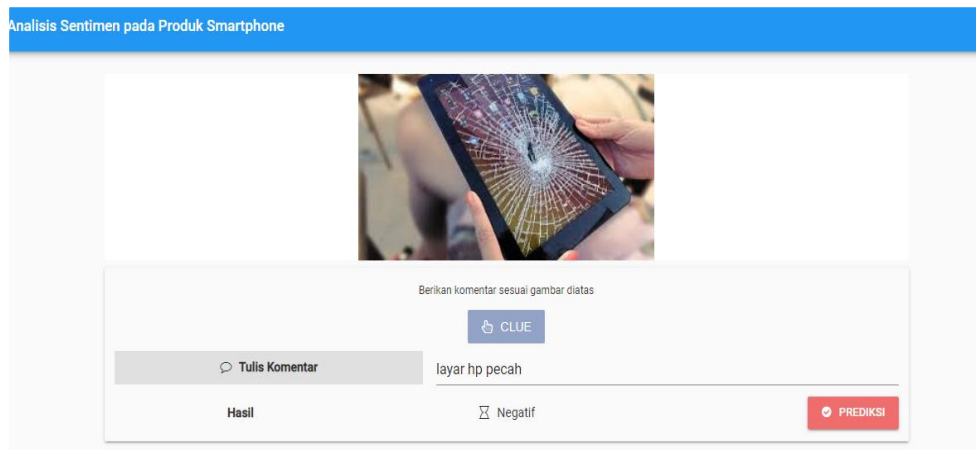 Analisis Sentimen pada Produk Smartphone
Berikan komentar sesuai gambar diatas
CLUE
Tulis Komentar
layar hp pecah
Hasil
Negatif
PREDIKSI